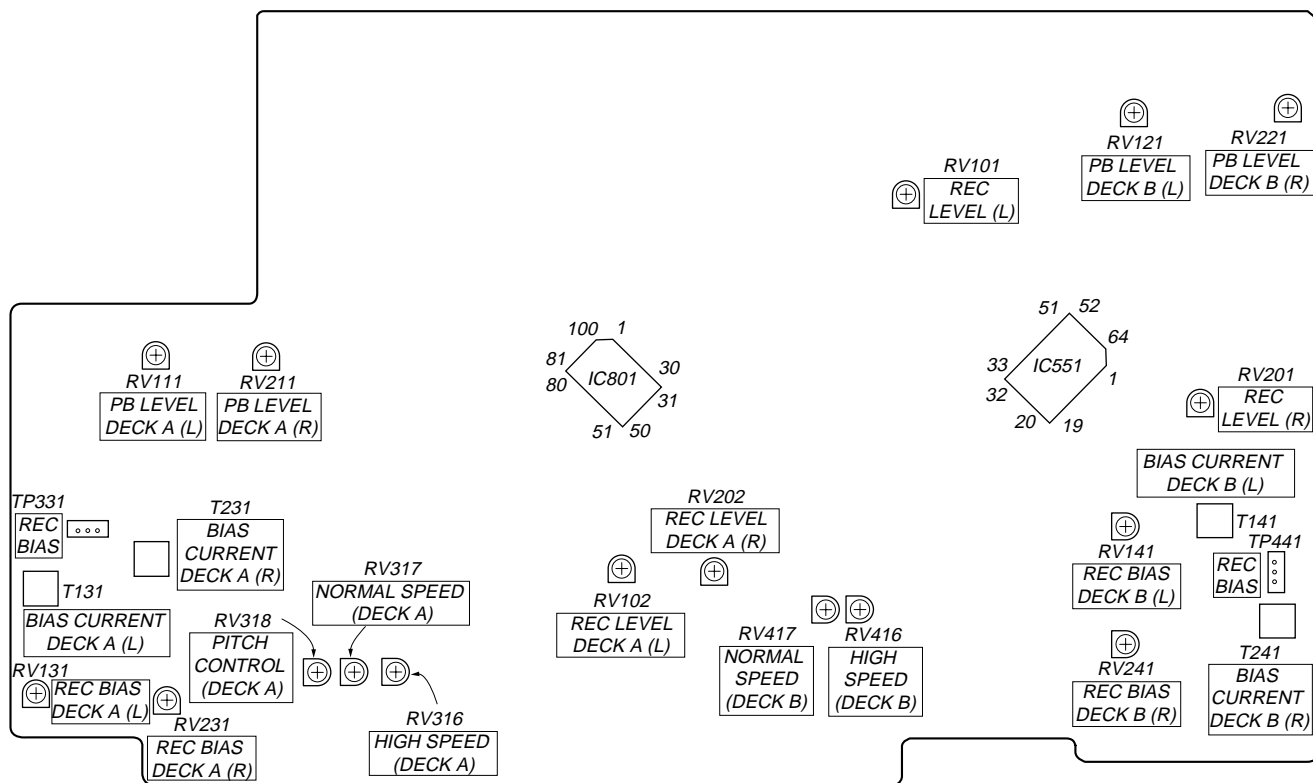 RV121
PB LEVEL
DECK B (L)
RV221
PB LEVEL
DECK B (R)
RV101
REC
LEVEL (L)
100
1
81
80
IC801
30
31
51
50
51
52
64
33
32
IC551
1
20
19
RV111
PB LEVEL
DECK A (L)
RV211
PB LEVEL
DECK A (R)
RV201
REC
LEVEL (R)
BIAS CURRENT
DECK B (L)
T141
TP441
REC
BIAS
RV141
REC BIAS
DECK B (L)
TP331
REC
BIAS
T231
BIAS
CURRENT
DECK A (R)
T131
BIAS CURRENT
DECK A (L)
RV317
NORMAL SPEED
(DECK A)
RV318
PITCH
CONTROL
(DECK A)
RV202
REC LEVEL
DECK A (R)
RV102
REC LEVEL
DECK A (L)
RV417
NORMAL
SPEED
(DECK B)
RV416
HIGH
SPEED
(DECK B)
RV241
REC BIAS
DECK B (R)
T241
BIAS
CURRENT
DECK B (R)
RV131
REC BIAS
DECK A (L)
RV231
REC BIAS
DECK A (R)
RV316
HIGH SPEED
(DECK A)